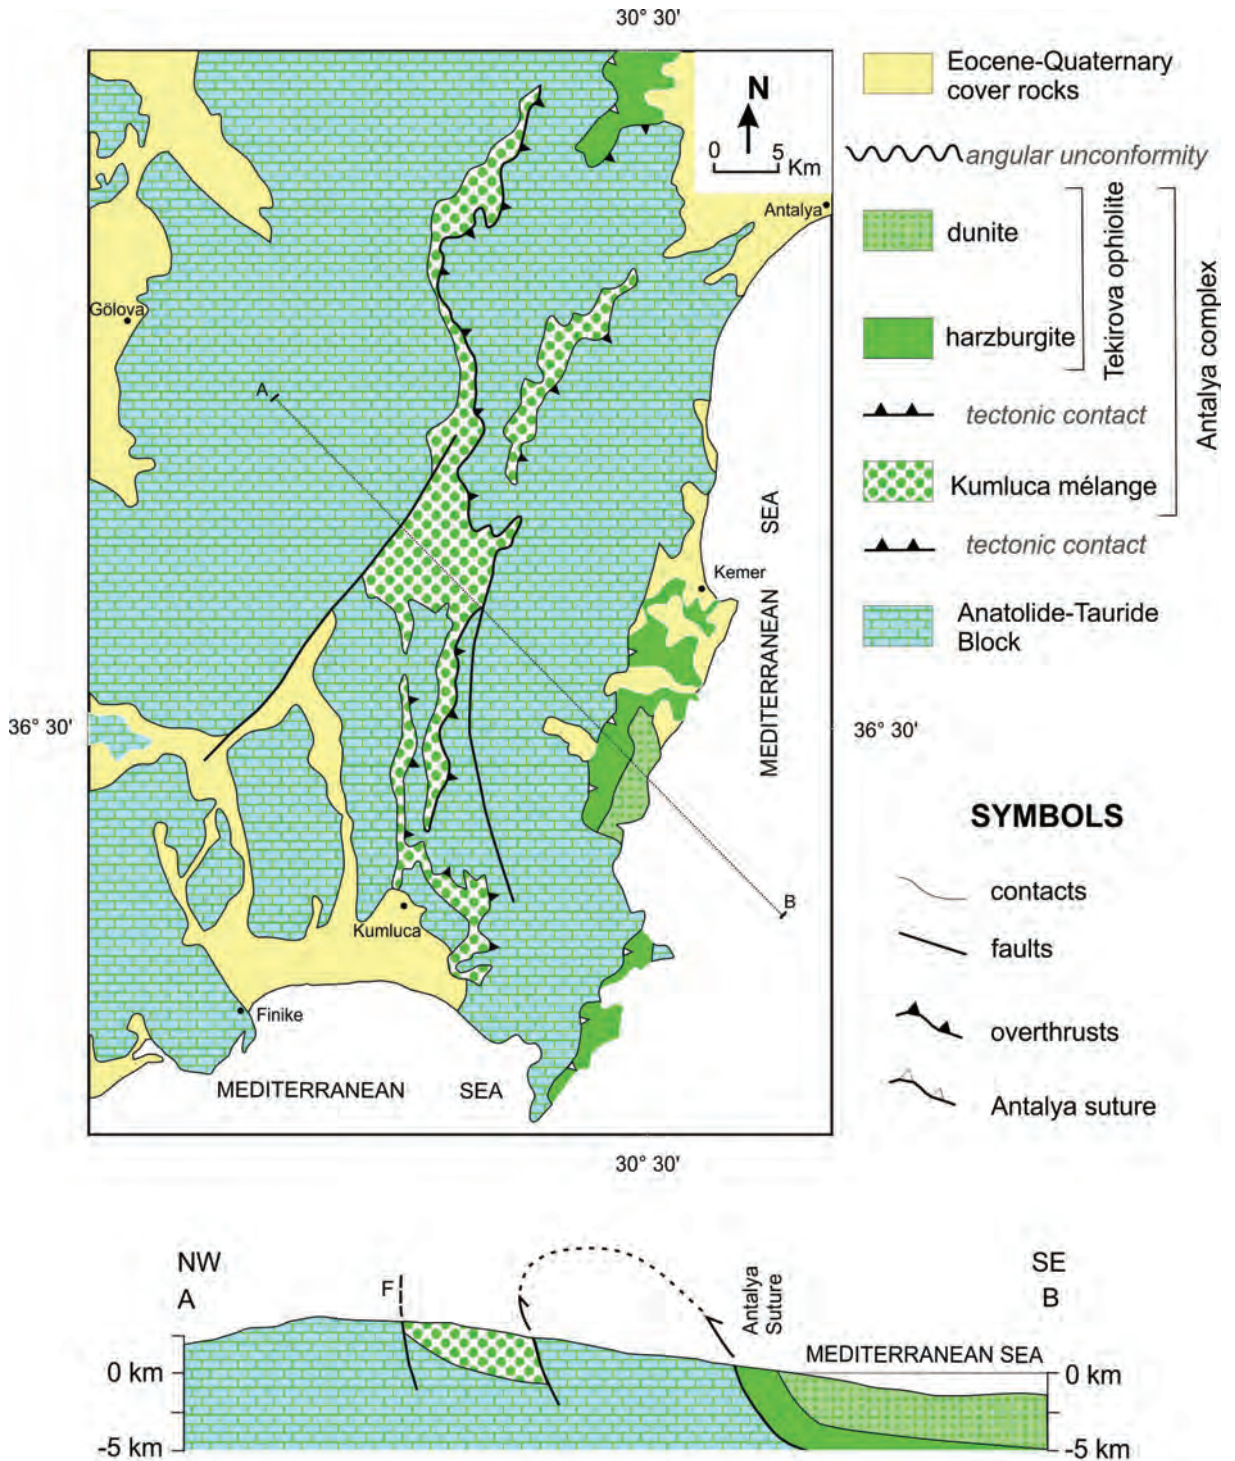 30° 30'
N
0 5
Km
Antalya
Gölova
A
SEA
MEDITERRANEAN
Kemer
36° 30'
36° 30'
B
Kumluca
Finike
MEDITERRANEAN SEA
30° 30'
Eocene-Quaternary
cover rocks
angular unconformity
dunite
harzburgite
Tekirova ophiolite
tectonic contact
Kumluca mélange
Antalya complex
tectonic contact
Anatolide-Tauride
Block
SYMBOLS
contacts
faults
overthrusts
Antalya suture
NW
A
F
Antalya
Suture
SE
B
MEDITERRANEAN SEA
0 km
0 km
-5 km
-5 km